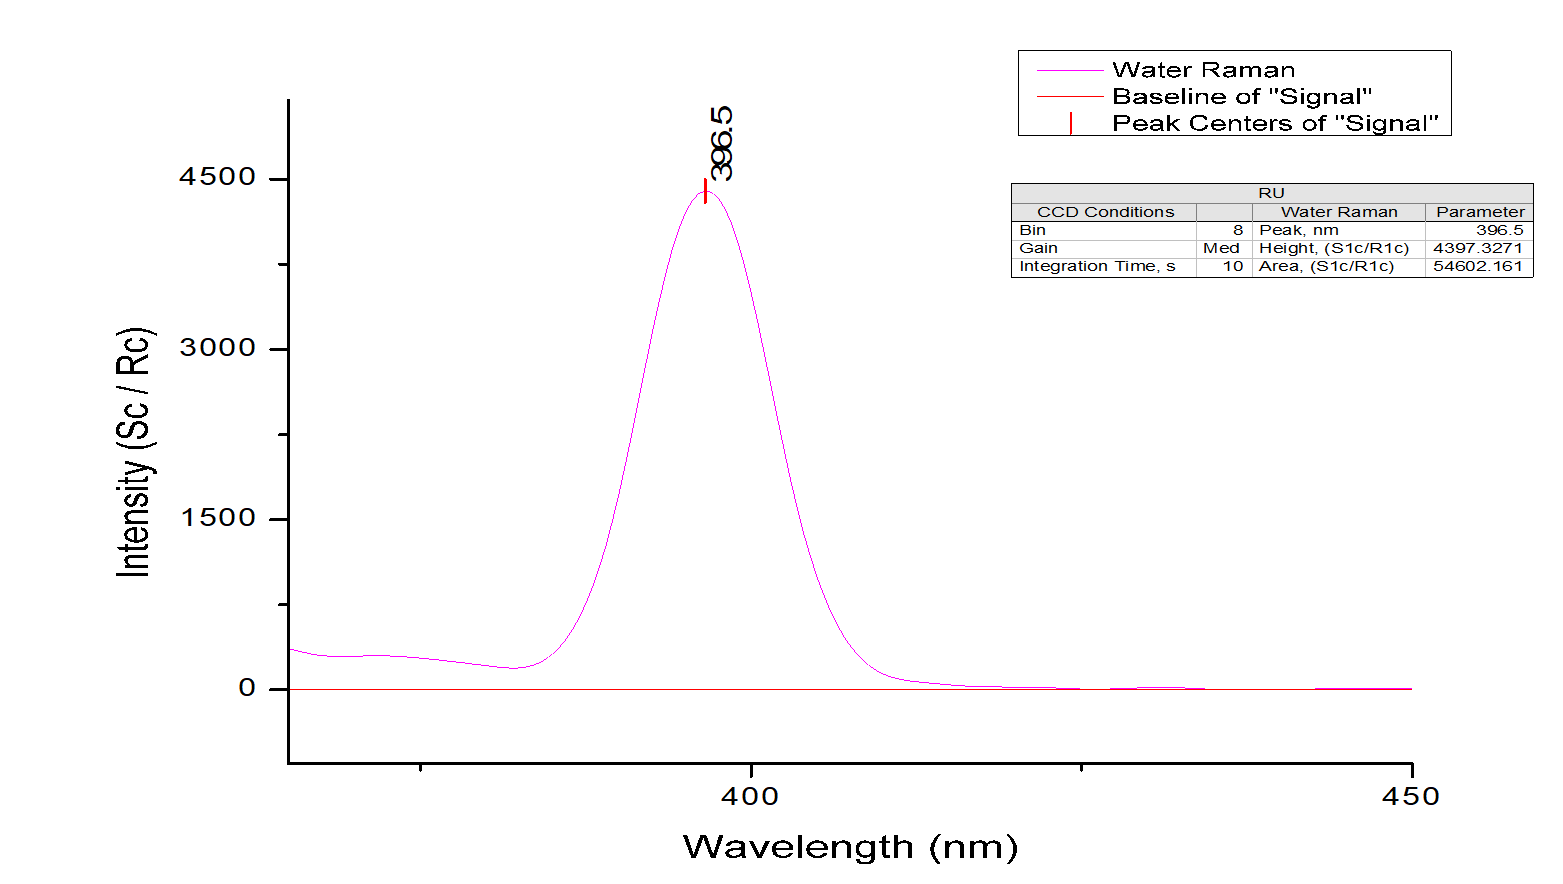 Water Raman
Baseline of "Signal"
Peak Centers of "Signal"
396.5
4500
3000
1500
0
Intensity (Sc / Rc)
400
450
Wavelength (nm)
RU
CCD Conditions Water Raman Parameter
Bin 8 Peak, nm 396.5
Gain Med Height, (S1c/R1c) 4397.3271
Integration Time, s 10 Area, (S1c/R1c) 54602.161